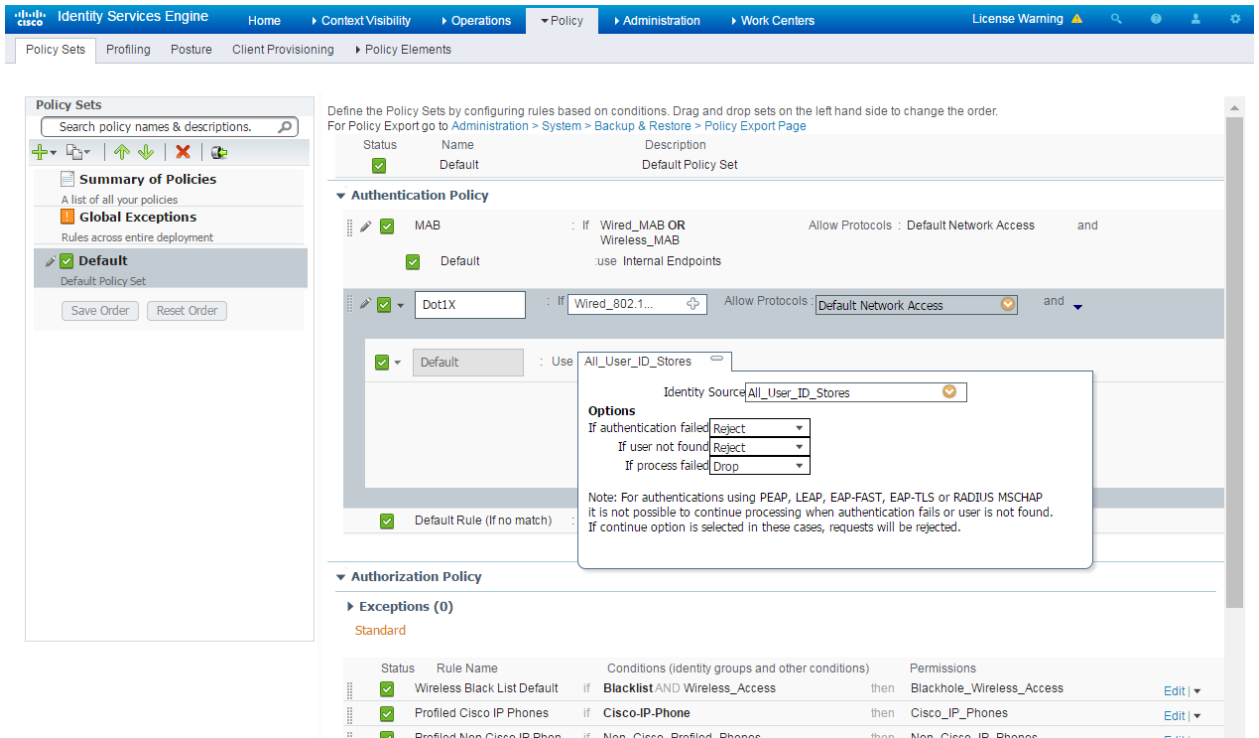 cisco Identity Services Engine Home Context Visibility Operations Policy Administration Work Centers License Warning
Policy Sets Profiling Posture Client Provisioning Policy Elements
Policy Sets
Search policy names & descriptions.
Summary of Policies
A list of all your policies
Global Exceptions
Rules across entire deployment
Default
Default Policy Set
Save Order Reset Order
Define the Policy Sets by configuring rules based on conditions. Drag and drop sets on the left hand side to change the order.
For Policy Export go to Administration > System > Backup & Restore > Policy Export Page
Status Name Description
Default Default Policy Set
Authentication Policy
MAB : If Wired_MAB OR Allow Protocols : Default Network Access and
Wireless_MAB
Default :use Internal Endpoints
Dot1X : If Wired_802.1... Allow Protocols : Default Network Access and
Default : Use All_User_ID_Stores
Identity Source All_User_ID_Stores
Options
If authentication failed Reject
If user not found Reject
If process failed Drop
Note: For authentications using PEAP, LEAP, EAP-FAST, EAP-TLS or RADIUS MSCHAP
it is not possible to continue processing when authentication fails or user is not found.
If continue option is selected in these cases, requests will be rejected.
Default Rule (If no match) :
Authorization Policy
Exceptions (0)
Standard
Status Rule Name Conditions (identity groups and other conditions) Permissions
Wireless Black List Default if Blacklist AND Wireless_Access then Blackhole_Wireless_Access Edit |
Profiled Cisco IP Phones if Cisco-IP-Phone then Cisco_IP_Phones Edit |
Profiled Non Cisco IP Phon if Non_Cisco_Profiled_Phones then Non_Cisco_IP_Phones Edit |